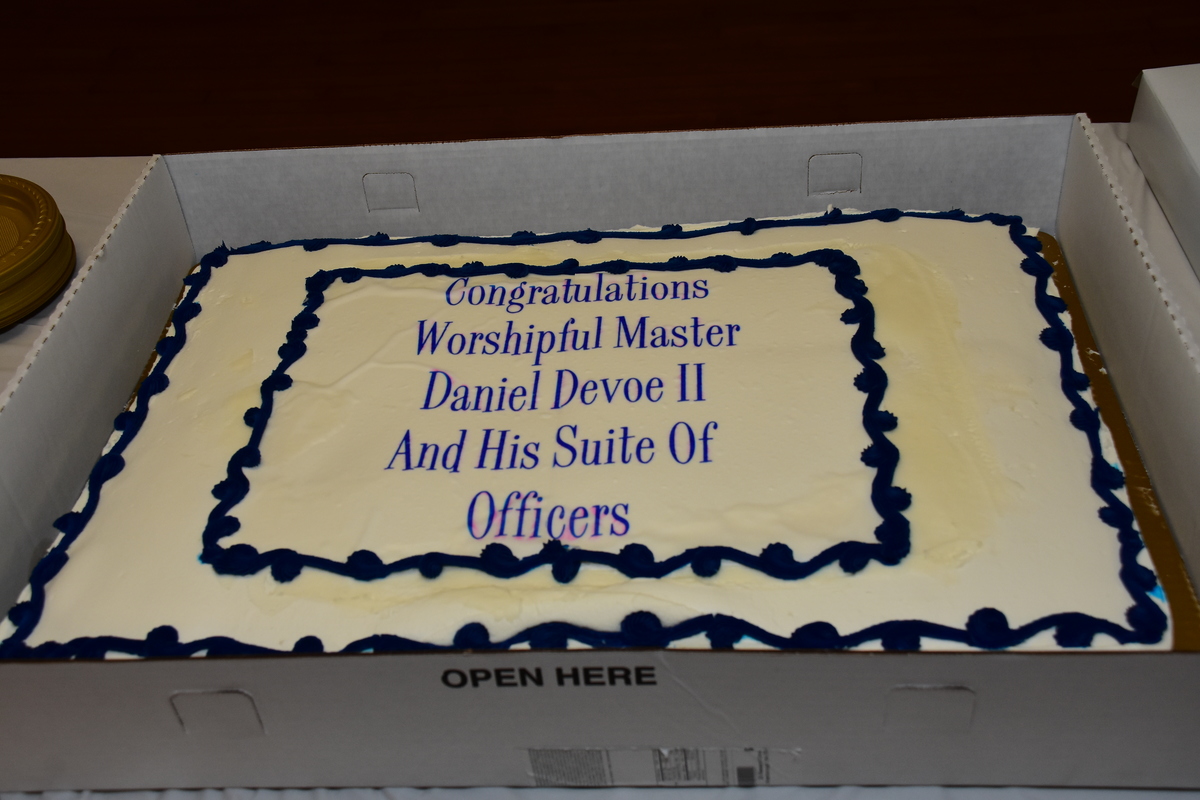 Congratulations
Worshipful Master
Daniel Devoe II
And His Suite Of
Officers
OPEN HERE